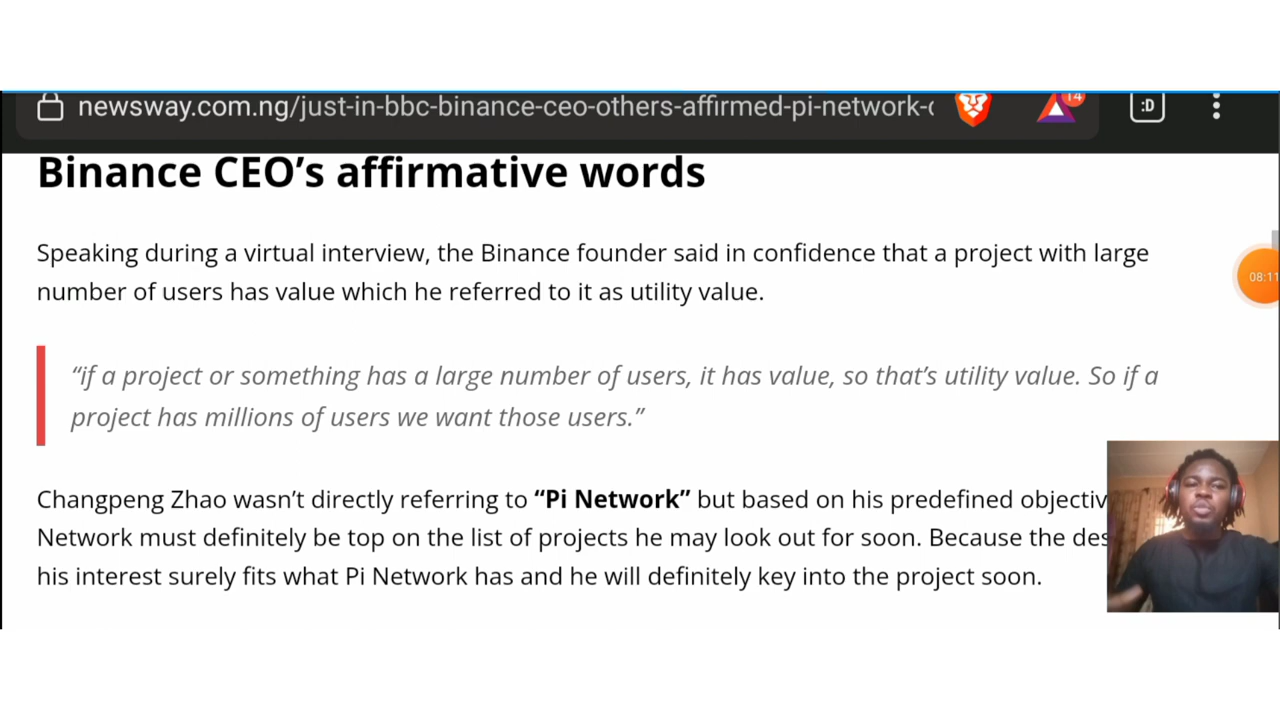 newsway.com.ng/just-in-bbc-binance-ceo-others-affirmed-pi-network-
14
:D
Binance CEO’s affirmative words
Speaking during a virtual interview, the Binance founder said in confidence that a project with large
number of users has value which he referred to it as utility value.
08:11
“if a project or something has a large number of users, it has value, so that’s utility value. So if a
project has millions of users we want those users.”
Changpeng Zhao wasn’t directly referring to “Pi Network” but based on his predefined objectiv
Network must definitely be top on the list of projects he may look out for soon. Because the des
his interest surely fits what Pi Network has and he will definitely key into the project soon.